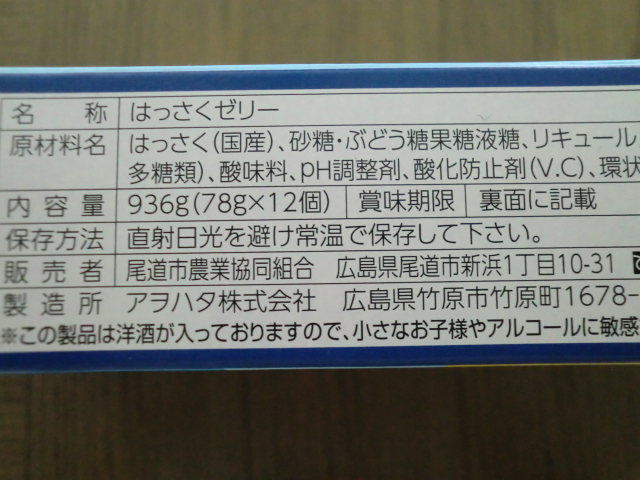 名称 はっさくゼリー
原材料名 はっさく(国産)、砂糖・ぶどう糖果糖液糖、リキュール、
多糖類)、酸味料、pH調整剤、酸化防止剤(V.C)、環状
内容量 936g(78g×12個) 賞味期限 裏面に記載
保存方法 直射日光を避け常温で保存して下さい。
販売者 尾道市農業協同組合 広島県尾道市新浜1丁目10-31
製造所 アヲハタ株式会社 広島県竹原市竹原町1678-
※この製品は洋酒が入っておりますので、小さなお子様やアルコールに敏感